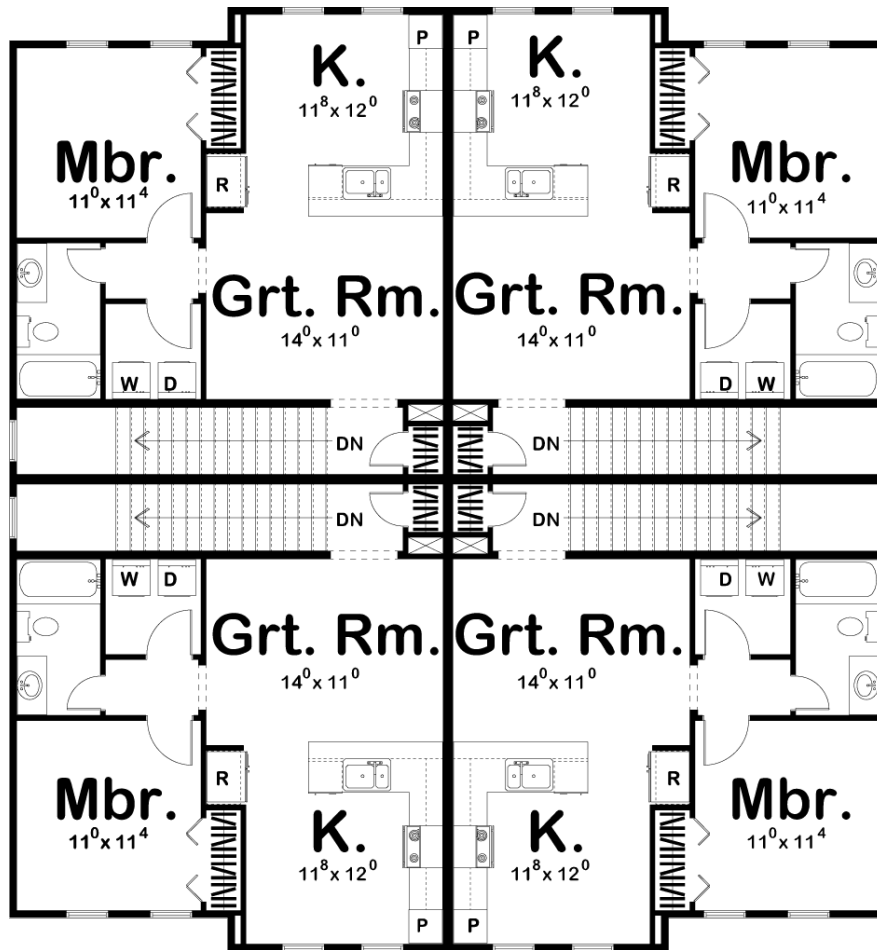 P P
K. K.
11⁸ x 12⁰ 11⁸ x 12⁰
Mbr. Mbr.
11⁰ x 11⁴ 11⁰ x 11⁴
R R
Grt. Rm. Grt. Rm.
14⁰ x 11⁰ 14⁰ x 11⁰
W D D W
DN DN
DN DN
W D D W
Grt. Rm. Grt. Rm.
14⁰ x 11⁰ 14⁰ x 11⁰
R R
Mbr. Mbr.
11⁰ x 11⁴ 11⁰ x 11⁴
K. K.
11⁸ x 12⁰ 11⁸ x 12⁰
P P